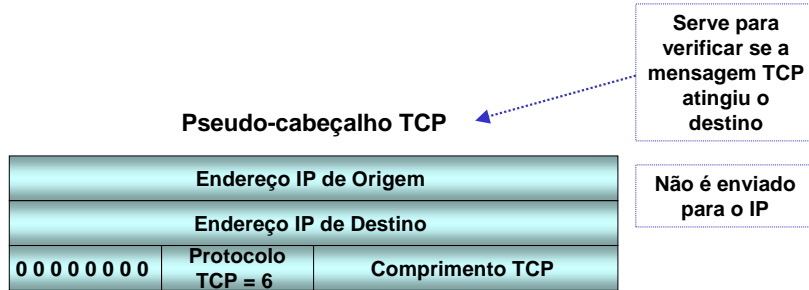 Serve para
verificar se a
mensagem TCP
atingiu o
destino
Pseudo-cabeçalho TCP
Endereço IP de Origem
Não é enviado
para o IP
Endereço IP de Destino
0 0 0 0 0 0 0 0
Protocolo
TCP = 6
Comprimento TCP